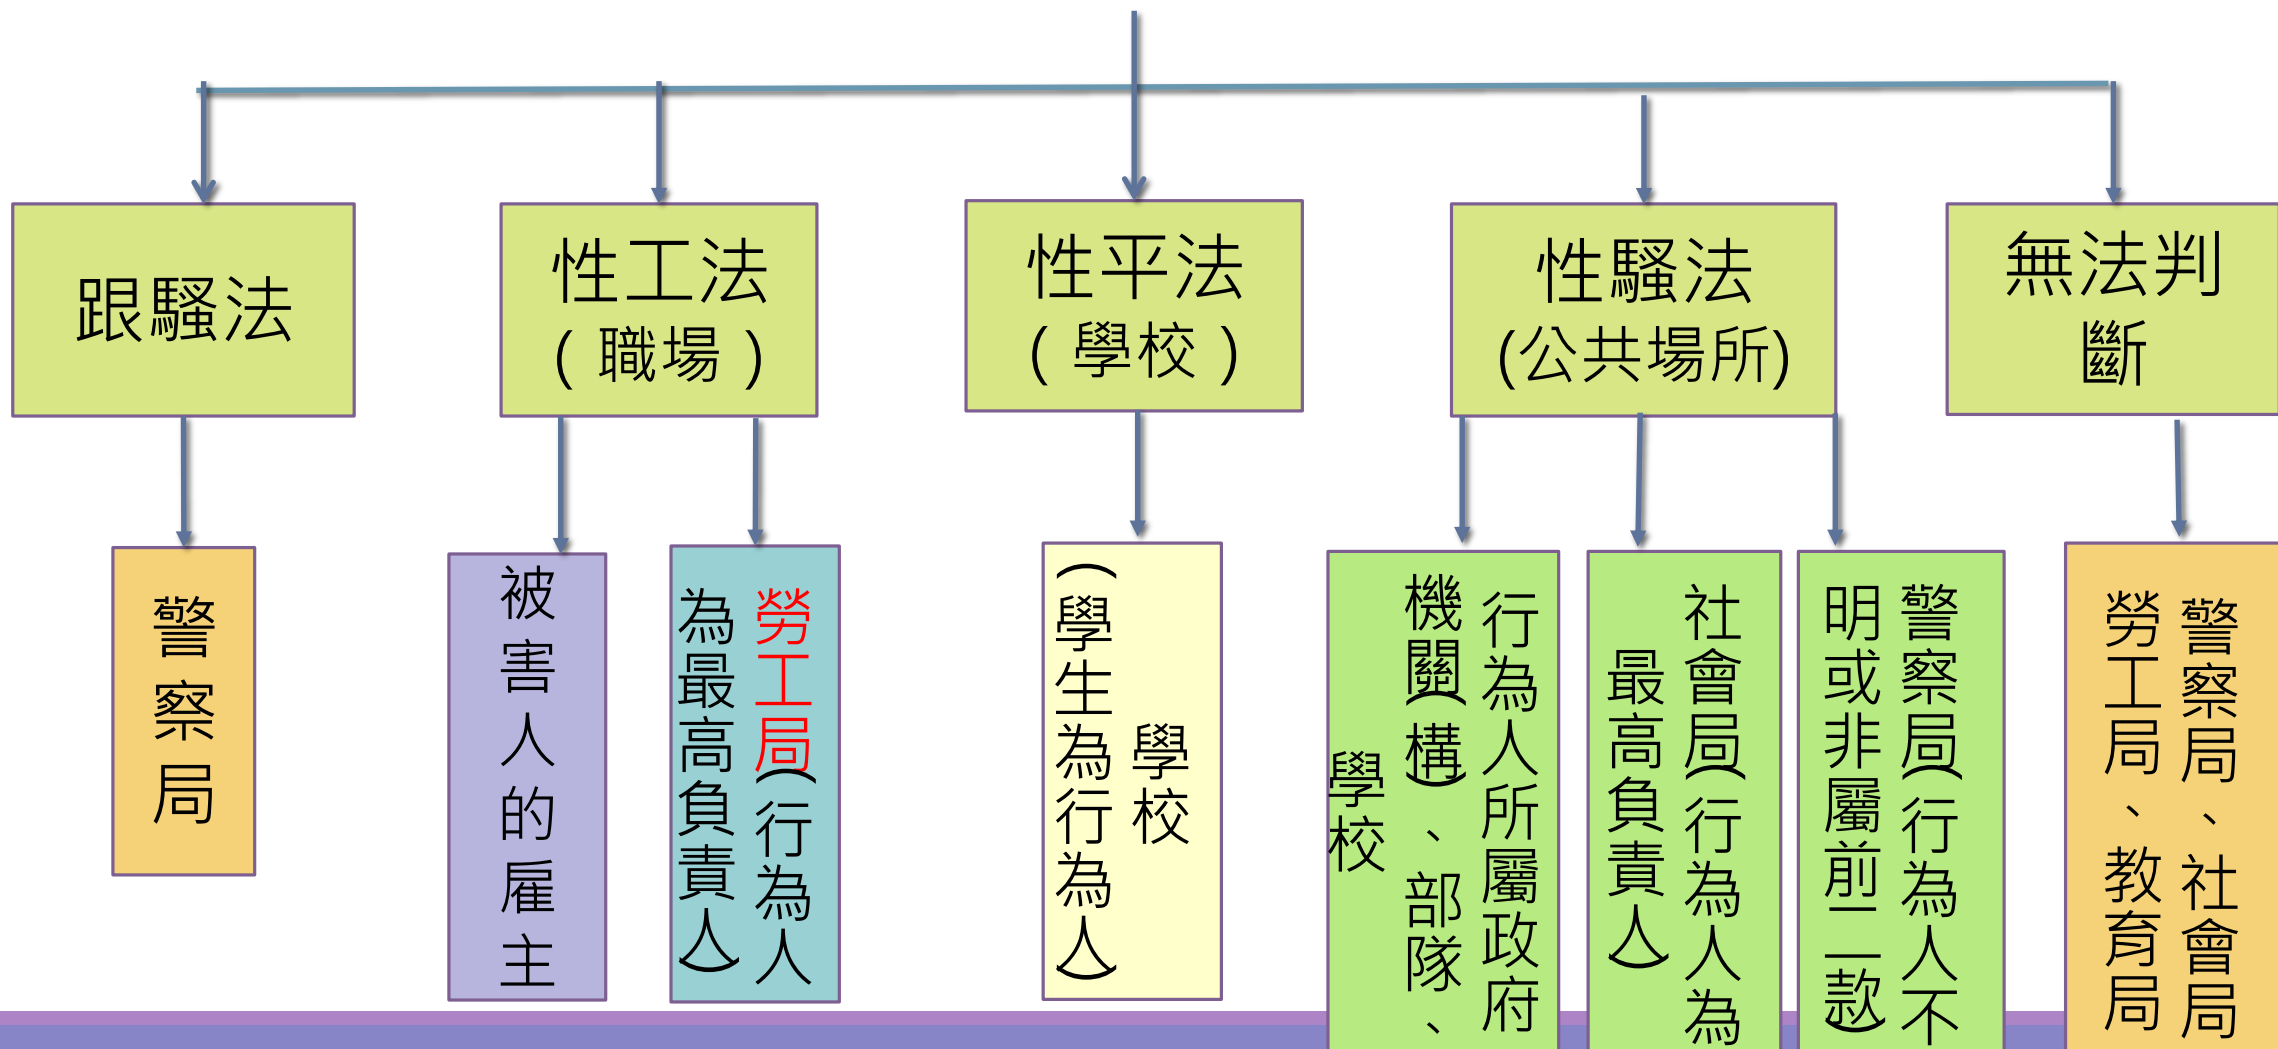 跟騷法
性工法
( 職場 )
性平法
( 學校 )
性騷法
(公共場所)
無法判
斷
警察局
被害人的雇主
勞工局(行為人
為最高負責人)
學校
(學生為行為人)
行為人所屬政府
機關(構)、部隊、
學校
社會局(行為人為
最高負責人)
警察局(行為人不
明或非屬前二款)
警察局、社會局
勞工局、教育局